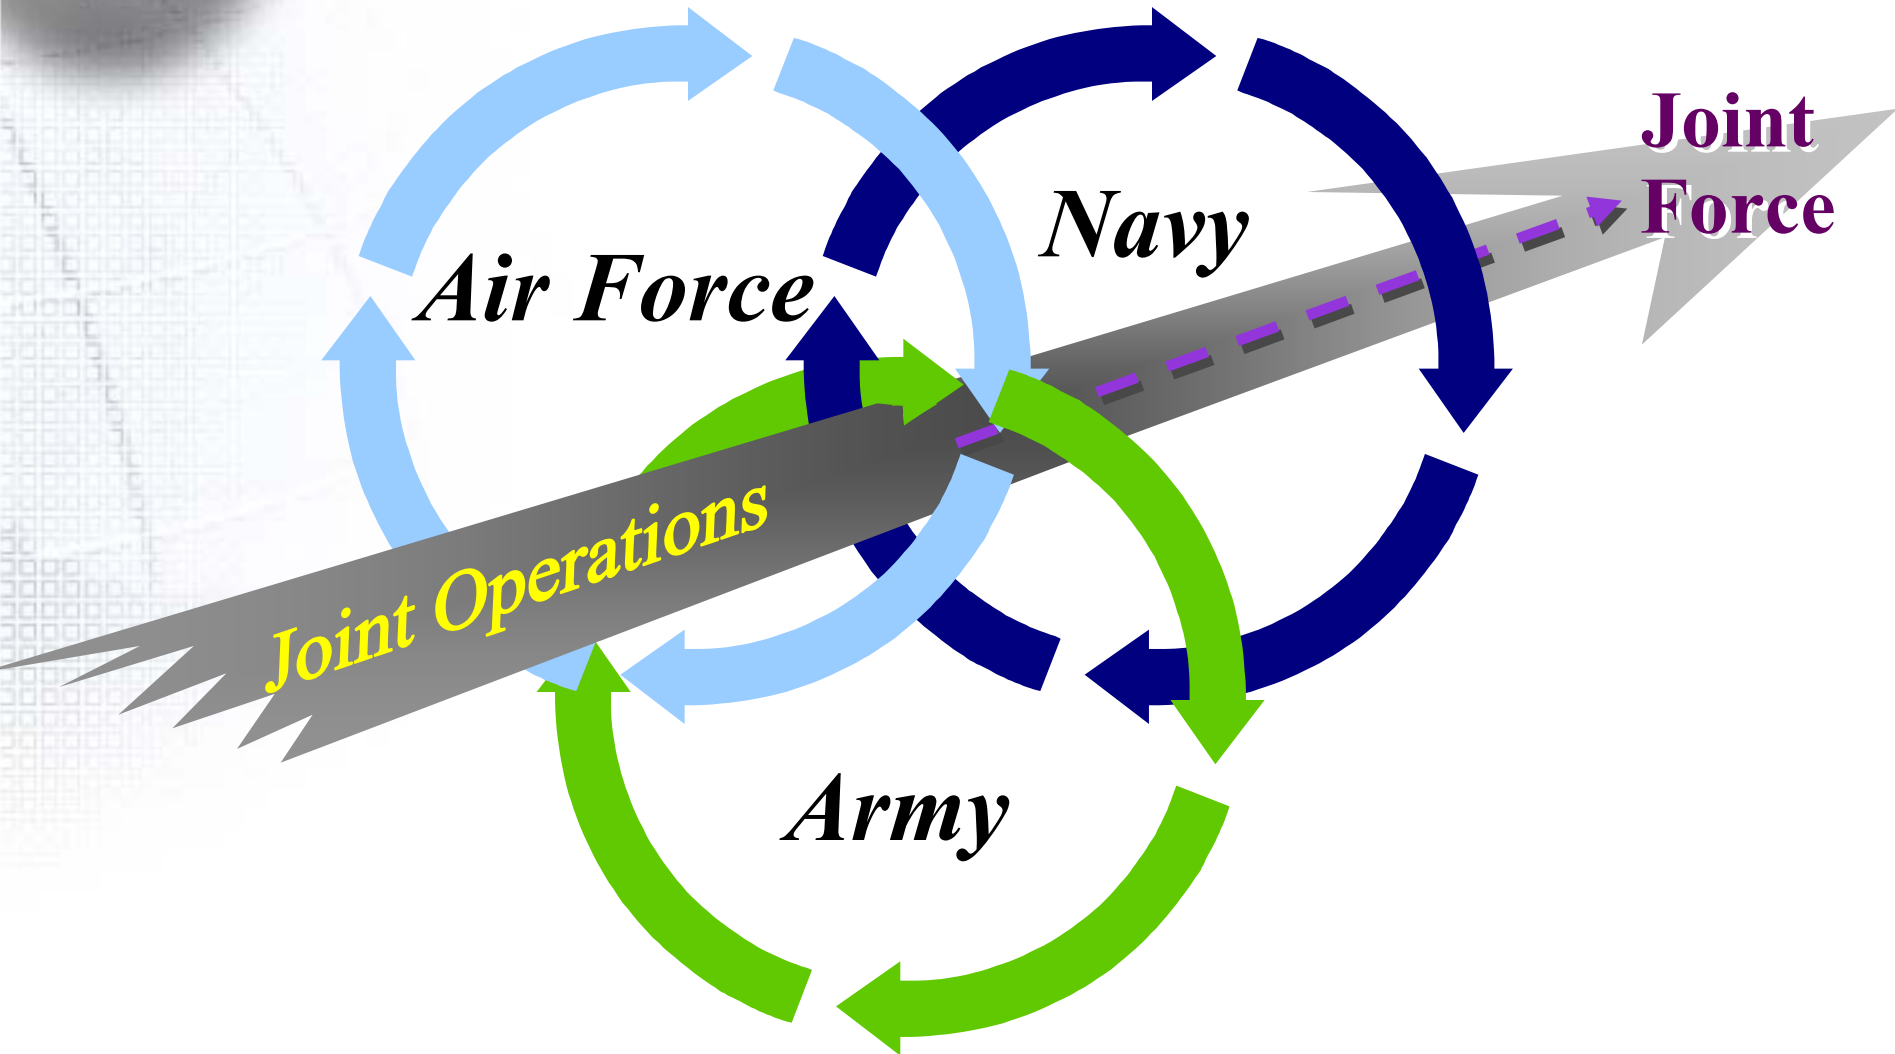 Joint
Force
Navy
Air Force
Joint Operations
Army